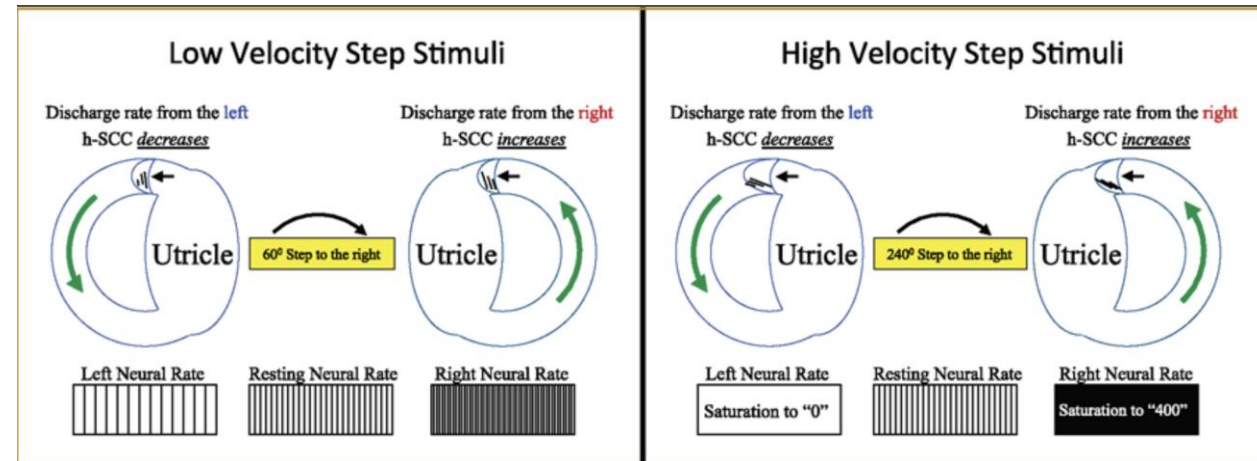 Low Velocity Step Stimuli
Discharge rate from the left
h-SCC decreases
Discharge rate from the right
h-SCC increases
Utricle
60⁰ Step to the right
Utricle
Left Neural Rate
Resting Neural Rate
Right Neural Rate
High Velocity Step Stimuli
Discharge rate from the left
h-SCC decreases
Discharge rate from the right
h-SCC increases
Utricle
240⁰ Step to the right
Utricle
Left Neural Rate
Resting Neural Rate
Right Neural Rate
Saturation to “0”
Saturation to “400”